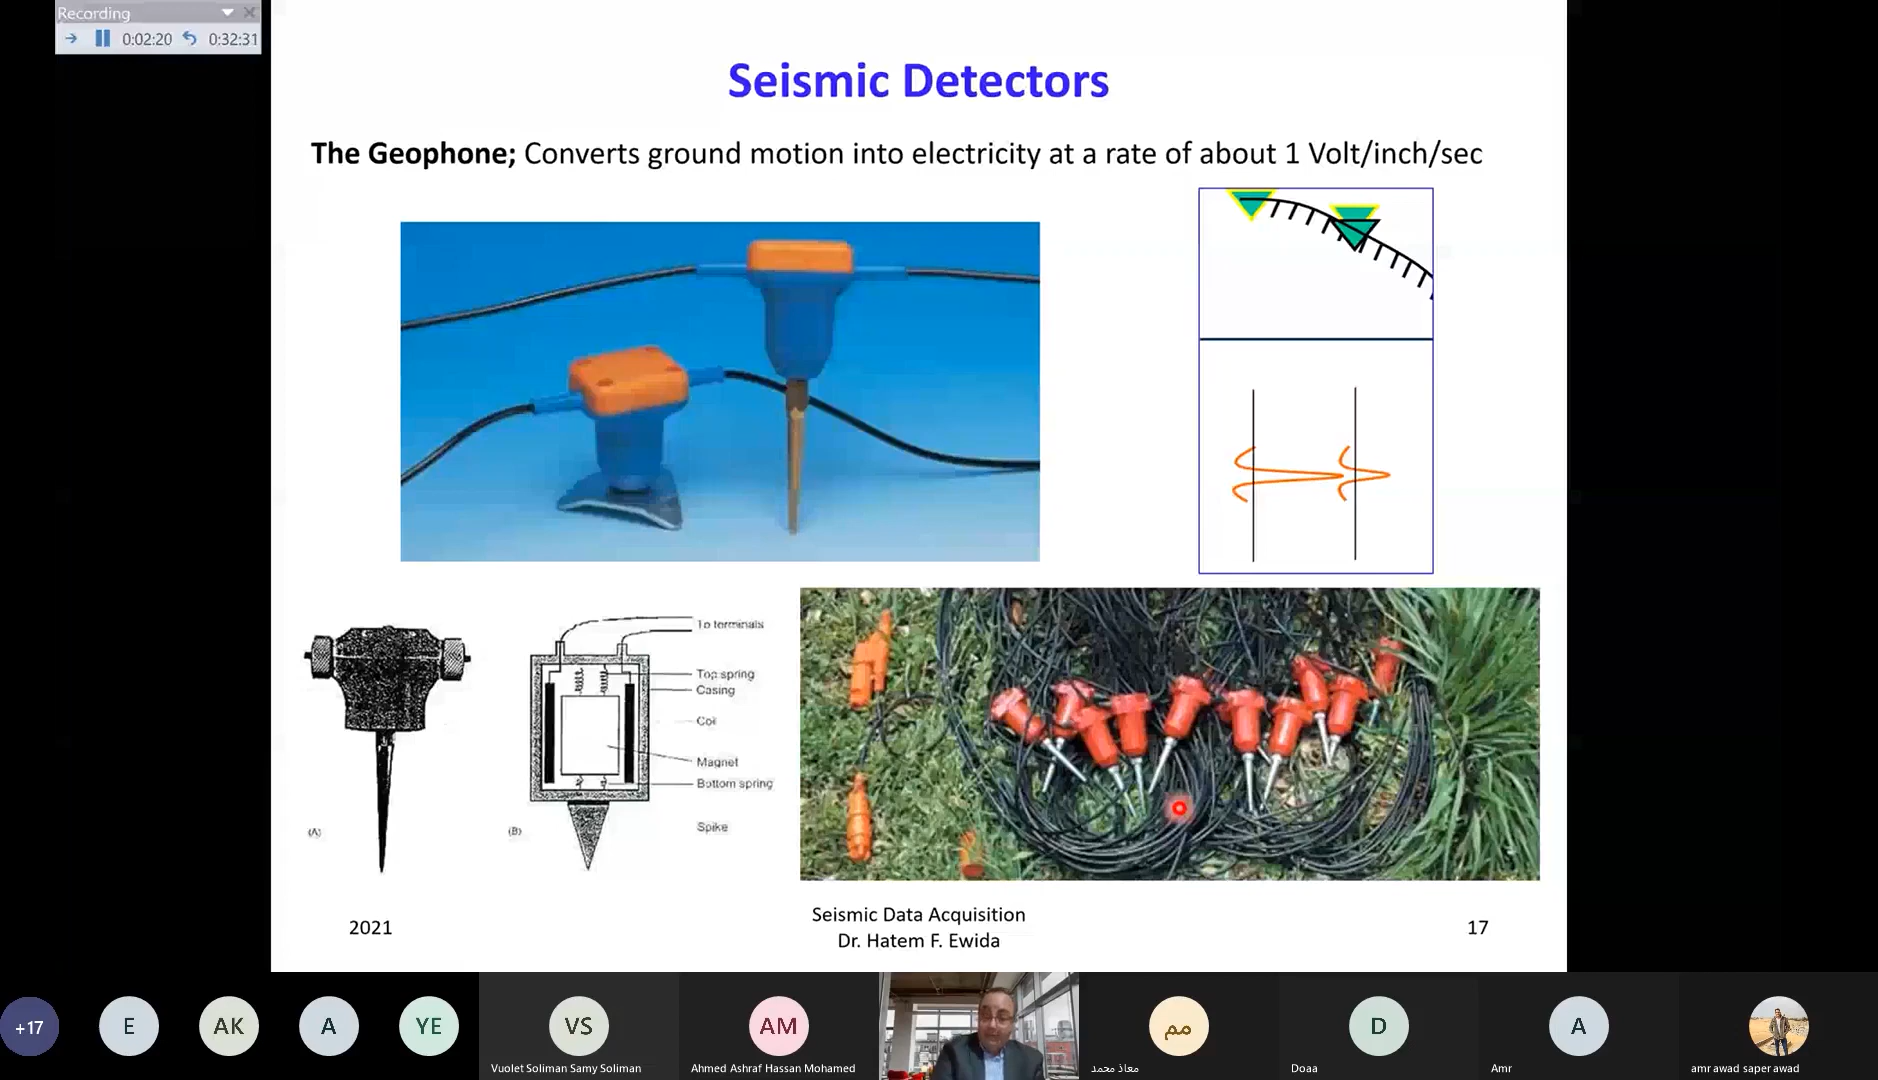 Recording
0:02:20 0:32:31
Seismic Detectors
The Geophone; Converts ground motion into electricity at a rate of about 1 Volt/inch/sec
To terminals
Top spring
Casing
Coil
Magnet
Bottom spring
Spike
(A)
(B)
2021
Seismic Data Acquisition
Dr. Hatem F. Ewida
17
+17
E
AK
A
YE
VS
AM
مم
D
A
Vuolet Soliman Samy Soliman
Ahmed Ashraf Hassan Mohamed
معاذ محمد
Doaa
Amr
amr awad saper awad